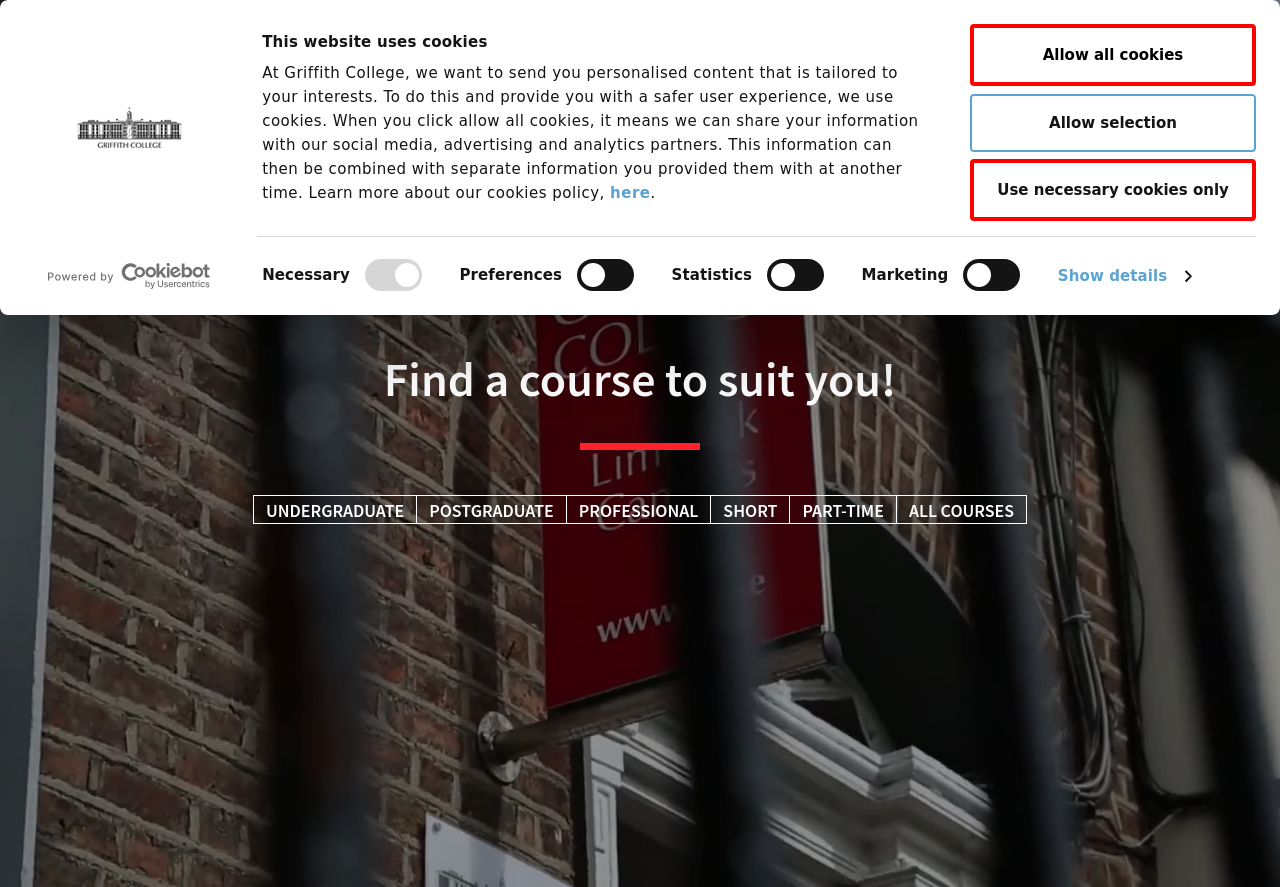 This website uses cookies
At Griffith College, we want to send you personalised content that is tailored to
your interests. To do this and provide you with a safer user experience, we use
cookies. When you click allow all cookies, it means we can share your information
with our social media, advertising and analytics partners. This information can
then be combined with separate information you provided them with at another
time. Learn more about our cookies policy, here.
GRIFFITH COLLEGE
Allow all cookies
Allow selection
Use necessary cookies only
Powered by Cookiebot
by Usercentrics
Necessary
Preferences
Statistics
Marketing
Show details
Find a course to suit you!
UNDERGRADUATE
POSTGRADUATE
PROFESSIONAL
SHORT
PART-TIME
ALL COURSES
www